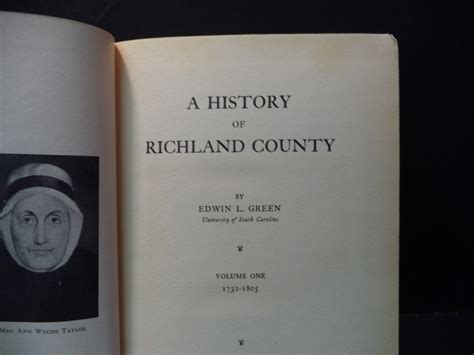 Mrs. Ann Wyche Taylor
A HISTORY
OF
RICHLAND COUNTY
BY
EDWIN L. GREEN
University of South Carolina
VOLUME ONE
1732-1805